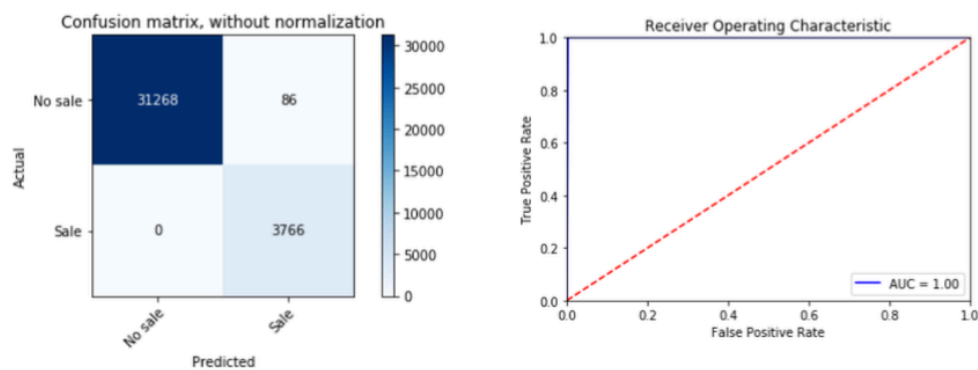 Confusion matrix, without normalization
No sale
31268
86
Sale
0
3766
Actual
No sale
Sale
Predicted
30000
25000
20000
15000
10000
5000
0
Receiver Operating Characteristic
1.0
0.8
0.6
0.4
0.2
0.0
True Positive Rate
AUC = 1.00
0.0
0.2
0.4
0.6
0.8
1.0
False Positive Rate